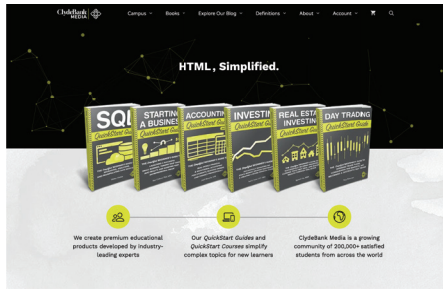 ClydeBank MEDIA
Campus Books Explore Our Blog Definitions About Account
HTML, Simplified.
SQL QuickStart Guide
STARTING A BUSINESS QuickStart Guide
ACCOUNTING QuickStart Guide
INVESTING QuickStart Guide
REAL ESTATE INVESTING QuickStart Guide
DAY TRADING QuickStart Guide
We create premium educational
products developed by industry-
leading experts
Our QuickStart Guides and
QuickStart Courses simplify
complex topics for new learners
ClydeBank Media is a growing
community of 200,000+ satisfied
students from across the world